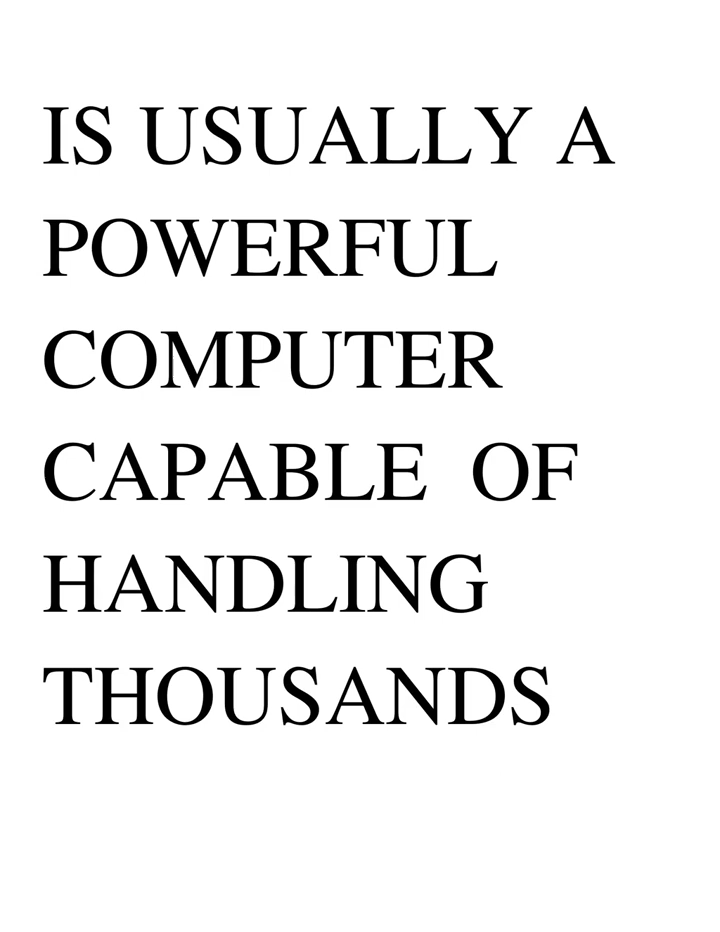 IS USUALLY A
POWERFUL
COMPUTER
CAPABLE  OF
HANDLING
THOUSANDS